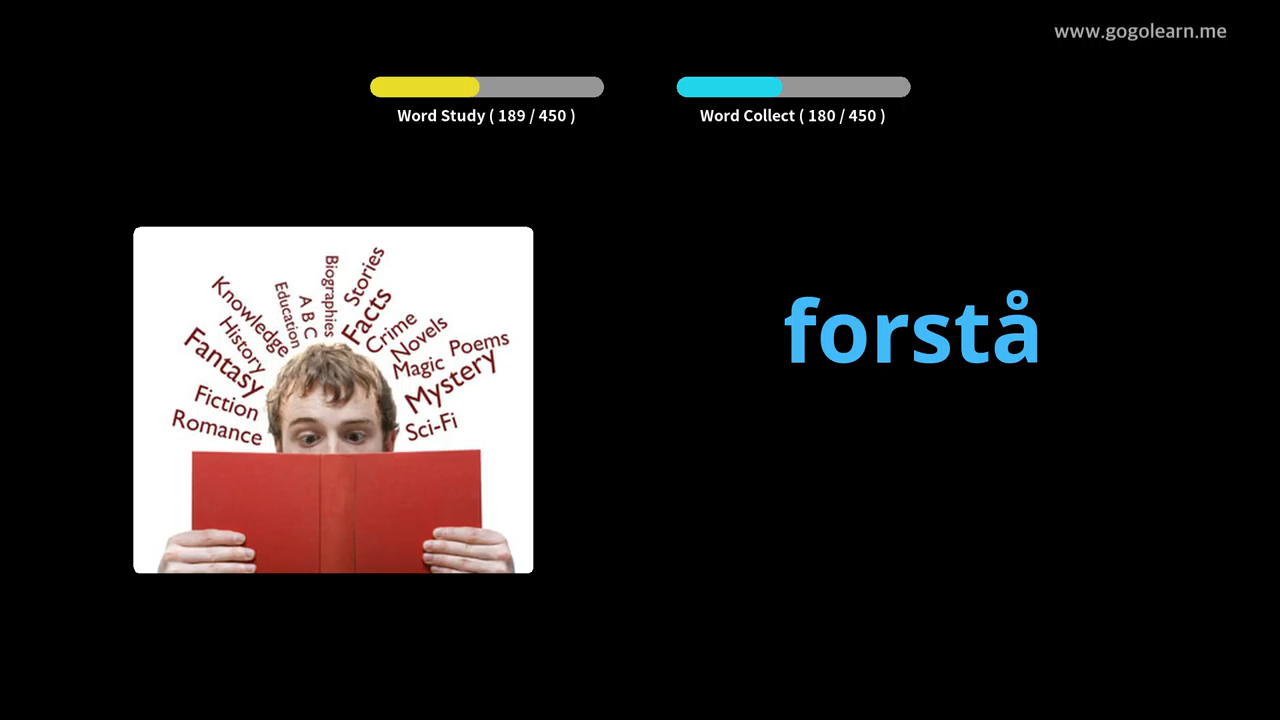 www.gogolearn.me
Word Study ( 189 / 450 )
Word Collect ( 180 / 450 )
Knowledge
Education
A B C
Biographies
Stories
Facts
Crime
Novels
Poems
History
Fantasy
Magic
Mystery
Fiction
Romance
Sci-Fi
forstå